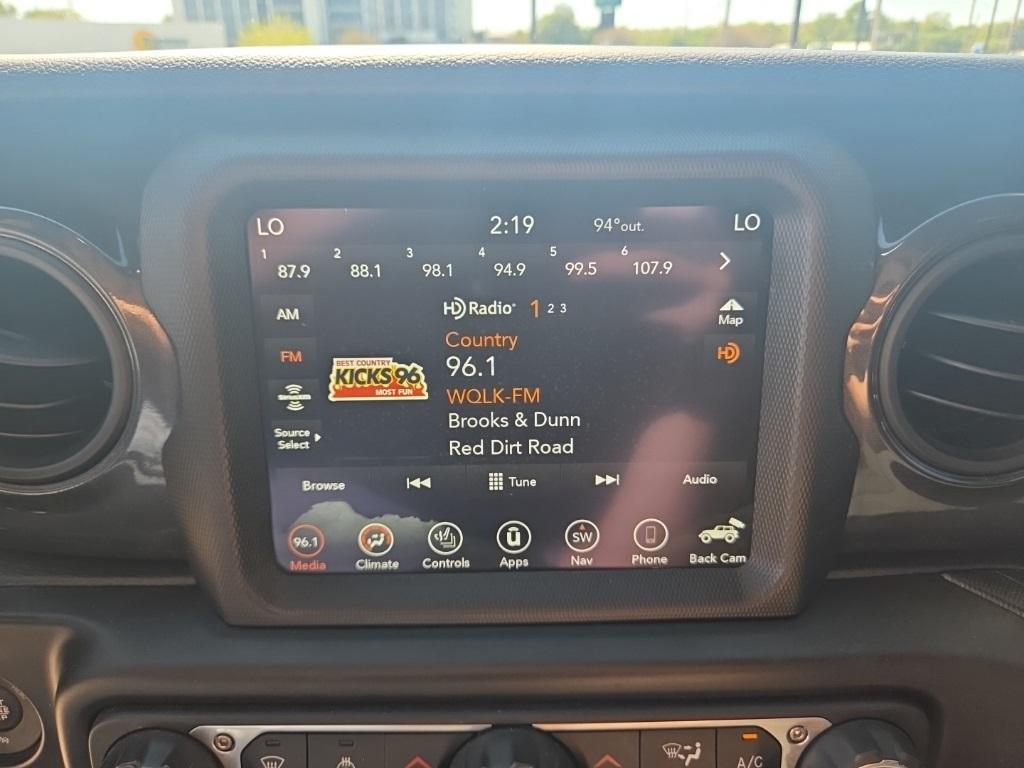 LO 2:19 94°out. LO
1 2 3 4 5 6
87.9 88.1 98.1 94.9 99.5 107.9
AM
HD Radio 1 2 3
Map
Country
FM
96.1
HD
BEST COUNTRY
KICKS 96
MOST FUN
WQLK-FM
SiriusXM
Brooks & Dunn
Source
Select
Red Dirt Road
Browse Tune Audio
96.1 U SW
Media Climate Controls Apps Nav Phone Back Cam
A/C